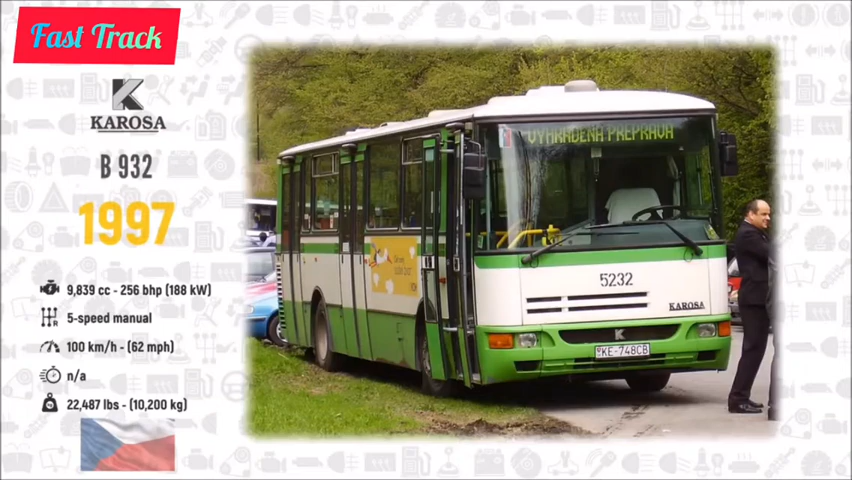 Fast Track
KAROSA
B 932
1997
9,839 cc - 256 bhp (188 kW)
5-speed manual
100 km/h - (62 mph)
n/a
22,487 lbs - (10,200 kg)
VYHRADENÁ PREPRAVA
5232
KAROSA
KE-748CB